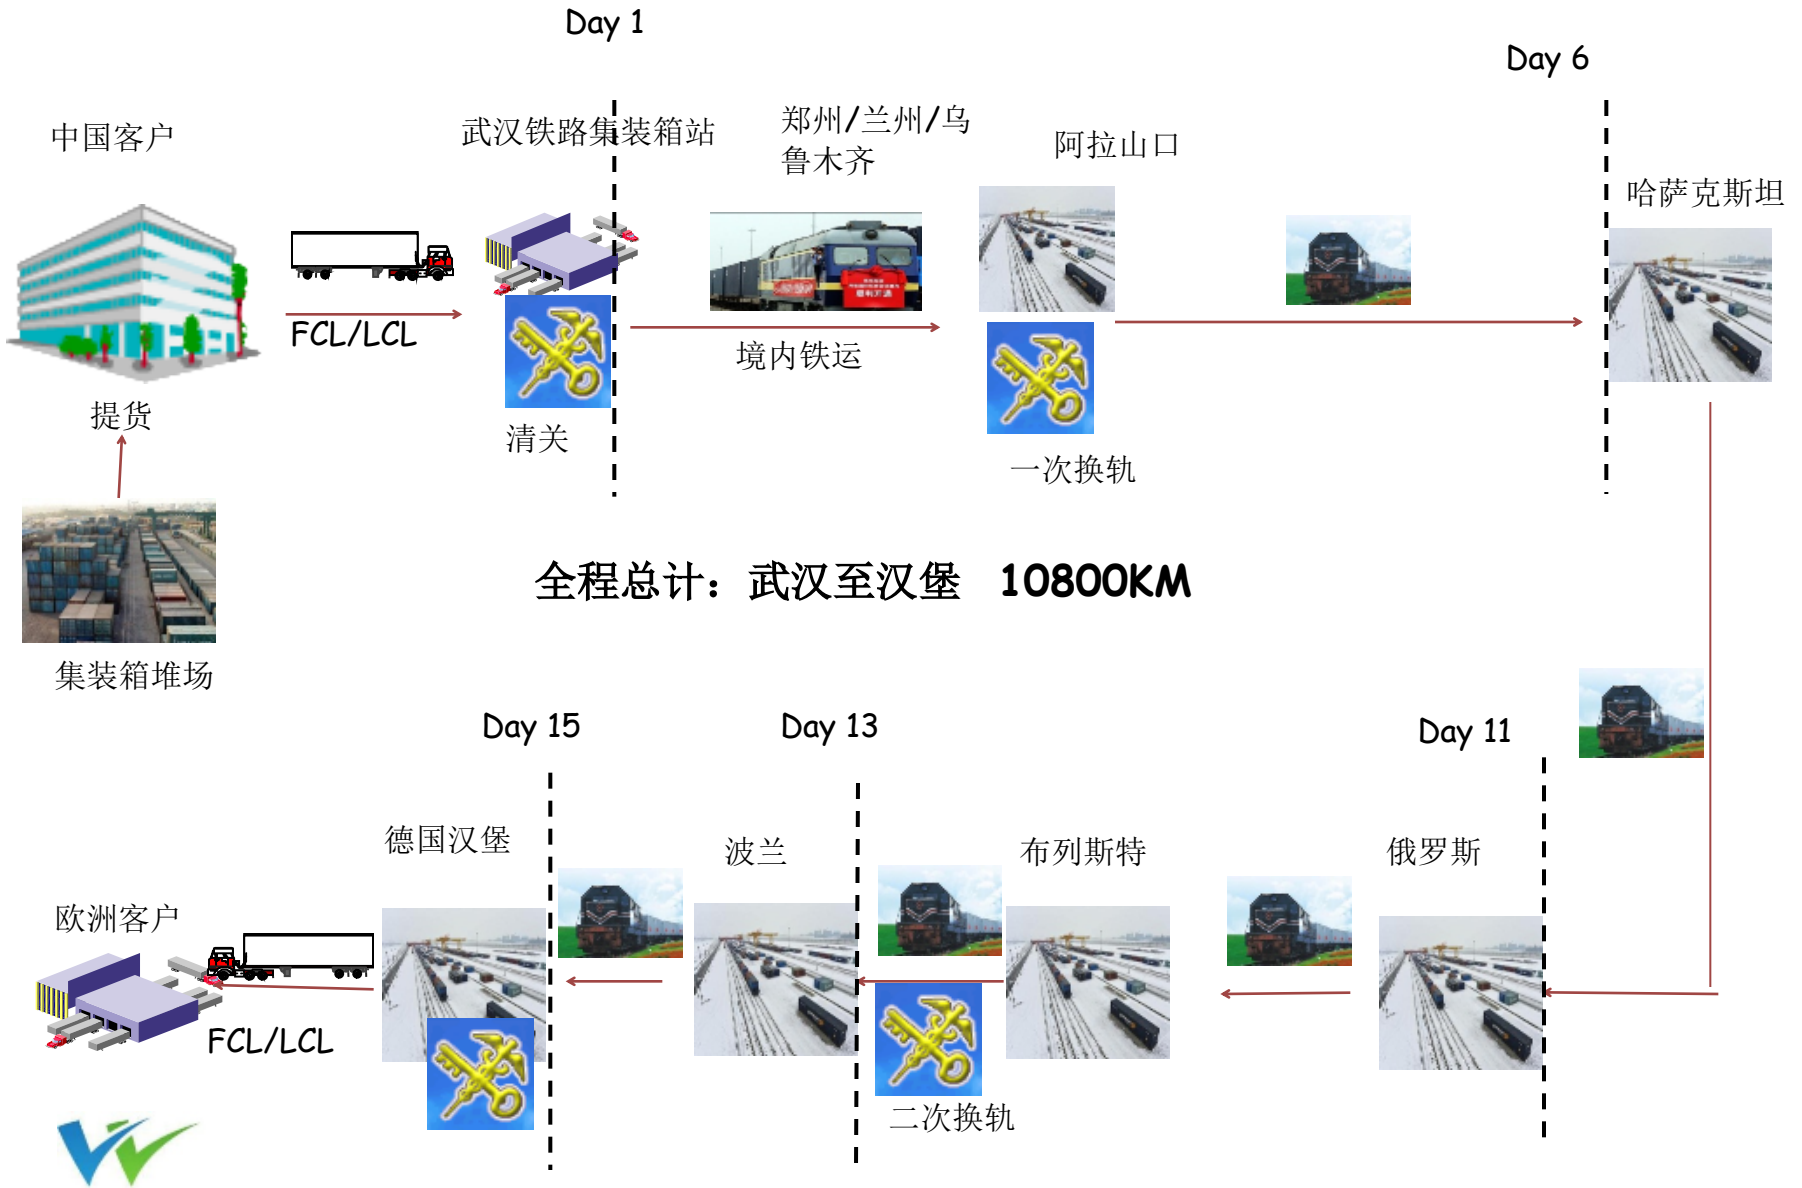 Day 1
Day 6
中国客户
武汉铁路集装箱站
郑州/兰州/乌
鲁木齐
阿拉山口
哈萨克斯坦
FCL/LCL
境内铁运
提货
清关
一次换轨
全程总计：武汉至汉堡 10800KM
集装箱堆场
Day 15
Day 13
Day 11
德国汉堡
波兰
布列斯特
俄罗斯
欧洲客户
FCL/LCL
二次换轨